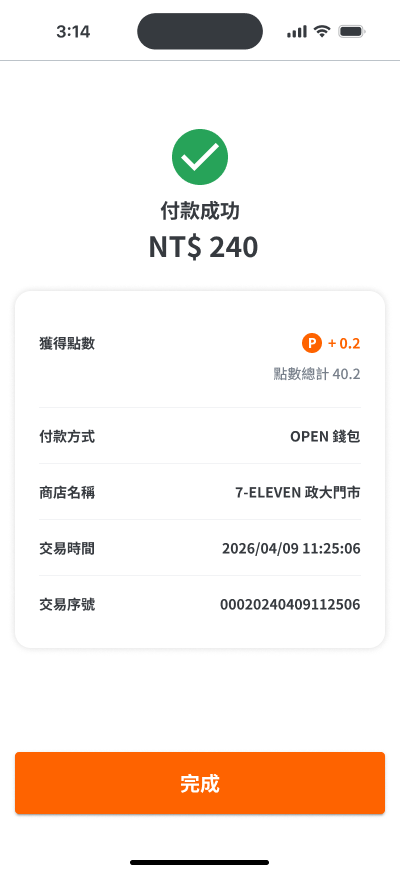 3:14
付款成功
NT$ 240
獲得點數 P + 0.2
點數總計 40.2
付款方式 OPEN 錢包
商店名稱 7-ELEVEN 政大門市
交易時間 2026/04/09 11:25:06
交易序號 00020240409112506
完成